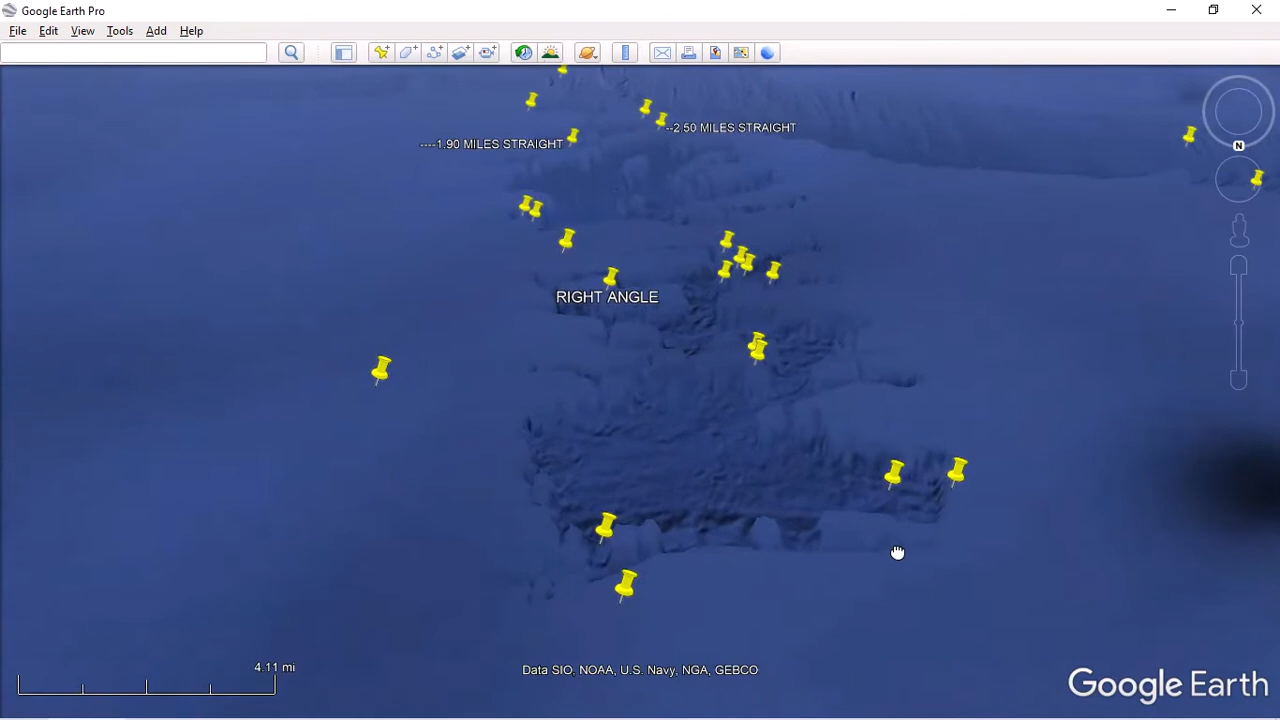 Google Earth Pro
File Edit View Tools Add Help
--2.50 MILES STRAIGHT
----1.90 MILES STRAIGHT
N
RIGHT ANGLE
4.11 mi
Data SIO, NOAA, U.S. Navy, NGA, GEBCO
Google Earth